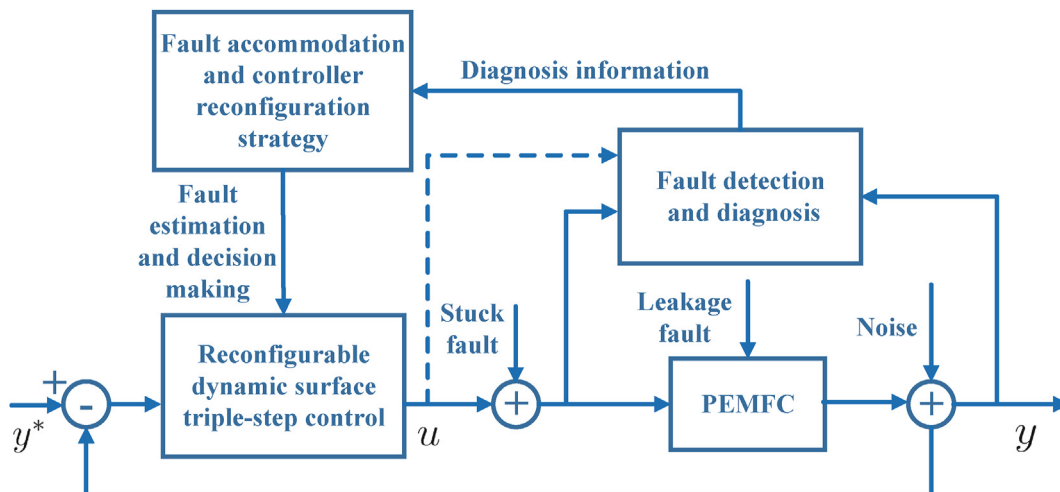 Fault accommodation
and controller
reconfiguration
strategy
Diagnosis information
Fault detection
and diagnosis
Fault
estimation
and decision
making
Stuck
fault
Leakage
fault
Noise
Reconfigurable
dynamic surface
triple-step control
PEMFC
+
-
+
+
y*
u
y